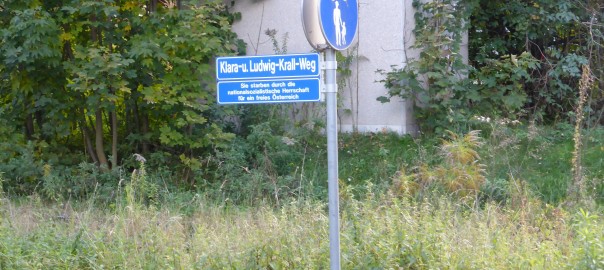 Klara-u. Ludwig-Krall-Weg
Sie starben durch die
nationalsozialistische Herrschaft
für ein freies Österreich